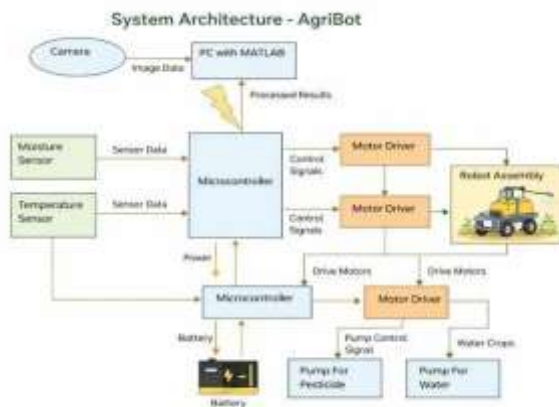 System Architecture - AgriBot
Camera
Image Data
PC with MATLAB
Processed Results
Moisture
Sensor
Sensor Data
Microcontroller
Control
Signals
Motor Driver
Robot Assembly
Temperature
Sensor
Sensor Data
Control
Signals
Motor Driver
Power
Drive Motors
Drive Motors
Microcontroller
Motor Driver
Battery
Pump Control
Signal
Water Crops
Battery
Pump For
Pesticide
Pump For
Water